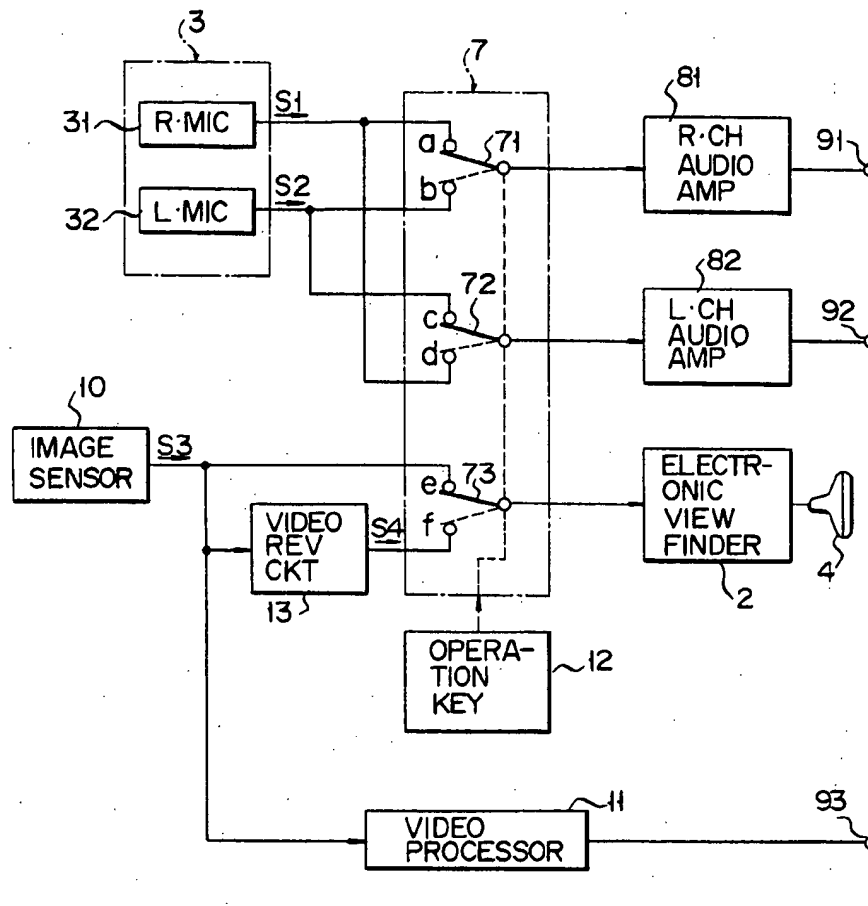 3
7
31
R·MIC
S1
32
L·MIC
S2
a
71
b
81
R·CH
AUDIO
AMP
91
c
72
d
82
L·CH
AUDIO
AMP
92
10
IMAGE
SENSOR
S3
e
73
f
VIDEO
REV
CKT
13
S4
ELECTR-
ONIC
VIEW
FINDER
2
4
OPERA-
TION
KEY
12
11
VIDEO
PROCESSOR
93